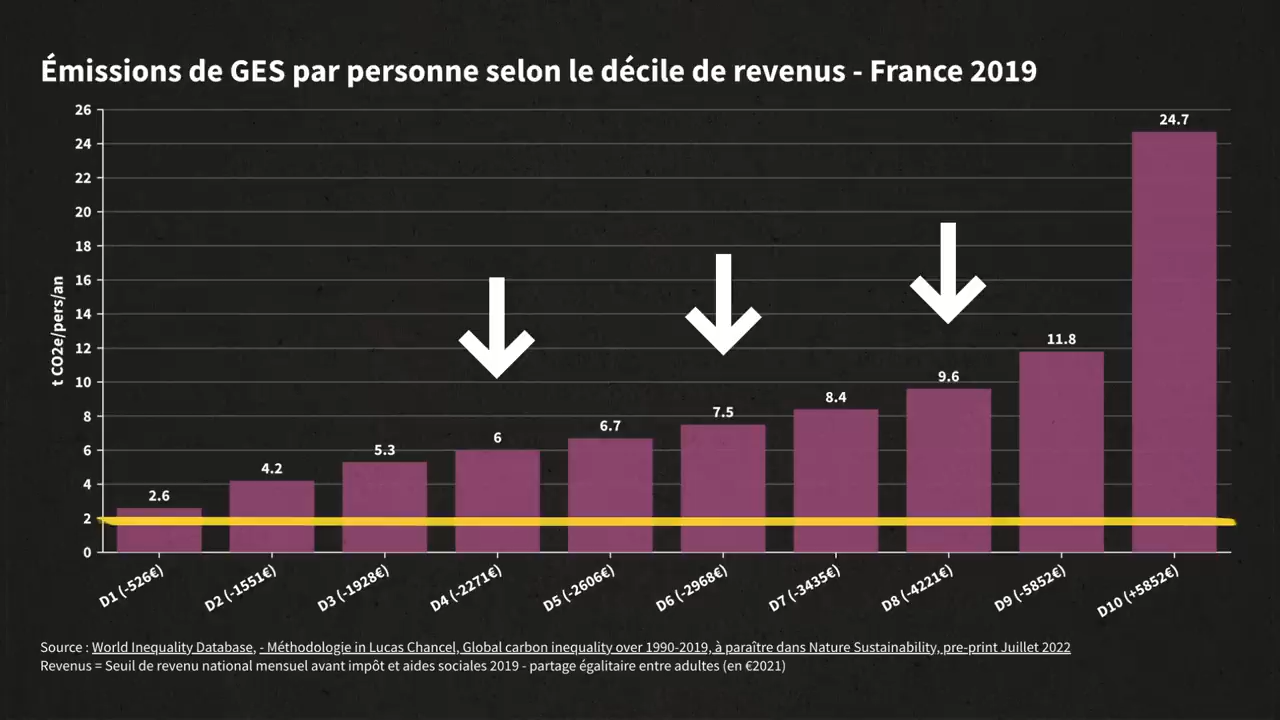 Émissions de GES par personne selon le décile de revenus - France 2019
26
24
22
20
18
16
14
12
10
8
6
4
2
0
t CO2e/pers/an
2.6
4.2
5.3
6
6.7
7.5
8.4
9.6
11.8
24.7
D1 (-526€)
D2 (-1551€)
D3 (-1928€)
D4 (-2271€)
D5 (-2606€)
D6 (-2968€)
D7 (-3435€)
D8 (-4221€)
D9 (-5852€)
D10 (+5852€)
Source : World Inequality Database, - Méthodologie in Lucas Chancel, Global carbon inequality over 1990-2019, à paraître dans Nature Sustainability, pre-print Juillet 2022
Revenus = Seuil de revenu national mensuel avant impôt et aides sociales 2019 - partage égalitaire entre adultes (en €2021)